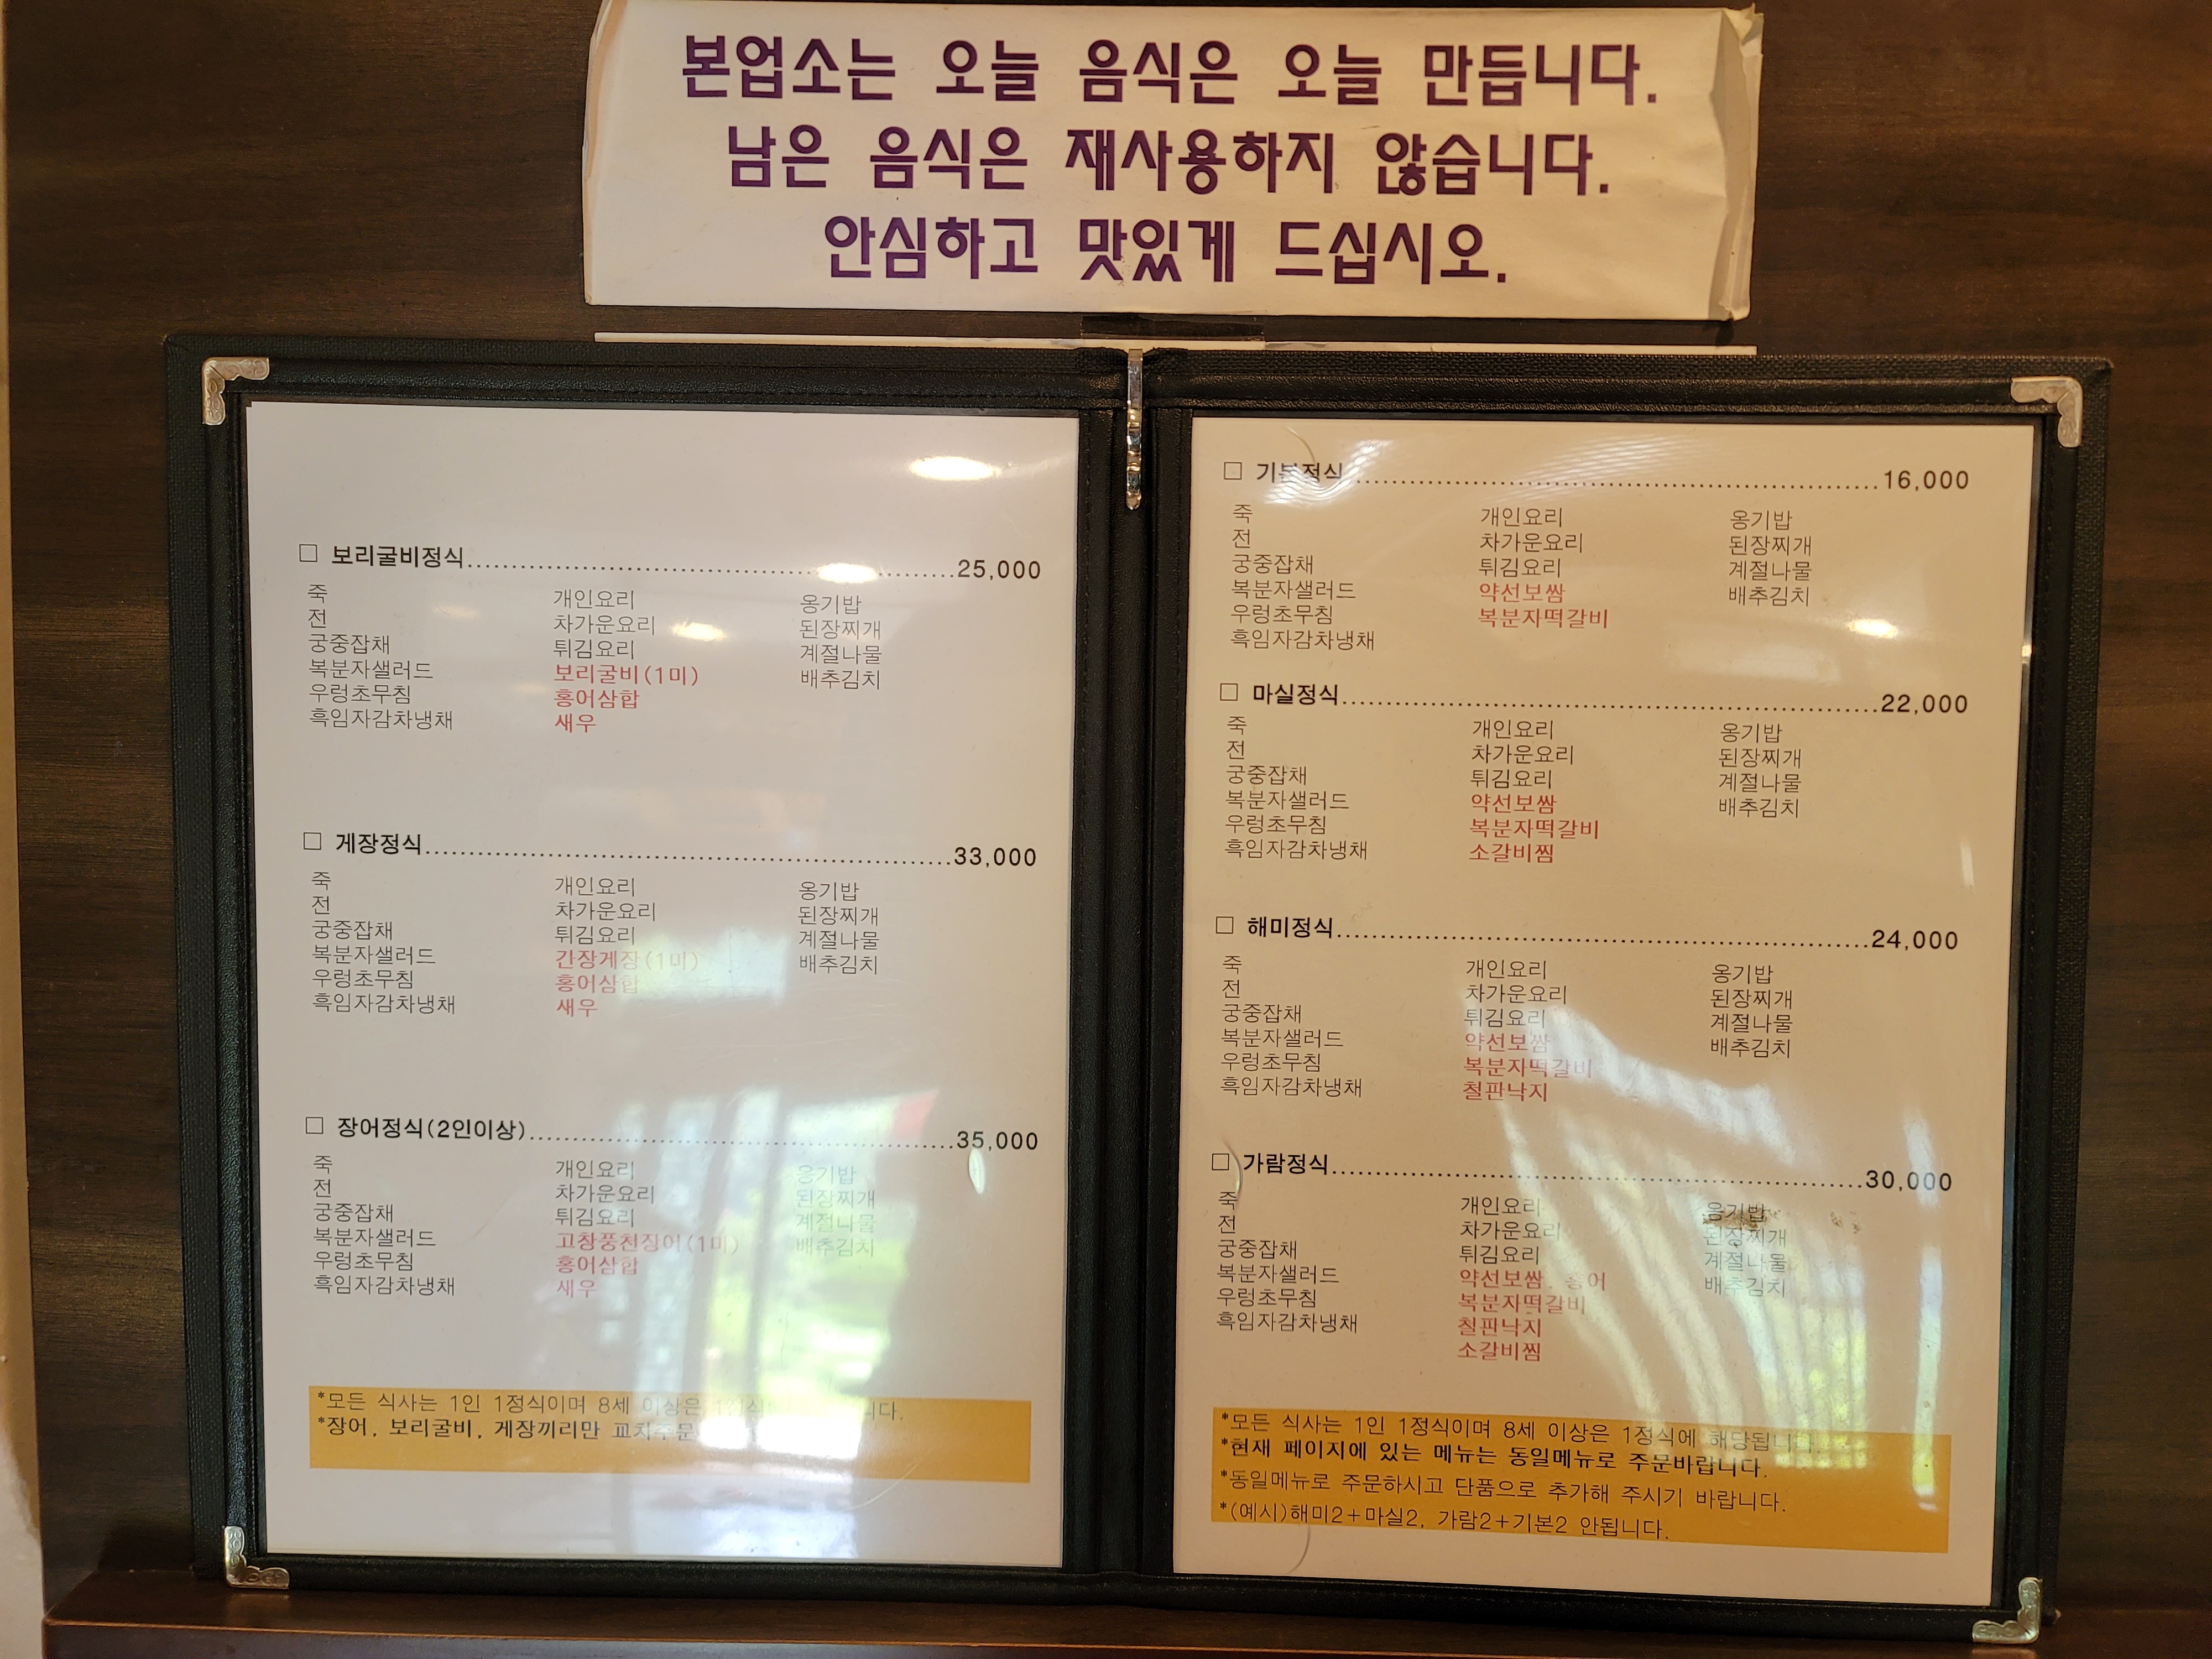 본업소는 오늘 음식은 오늘 만듭니다.
남은 음식은 재사용하지 않습니다.
안심하고 맛있게 드십시오.
□ 보리굴비정식 25,000
죽 개인요리 옹기밥
전 차가운요리 된장찌개
궁중잡채 튀김요리 계절나물
복분자샐러드 보리굴비(1미) 배추김치
우렁초무침 홍어삼합
흑임자감차냉채 새우
□ 게장정식 33,000
죽 개인요리 옹기밥
전 차가운요리 된장찌개
궁중잡채 튀김요리 계절나물
복분자샐러드 간장게장(1미) 배추김치
우렁초무침 홍어삼합
흑임자감차냉채 새우
□ 장어정식(2인이상) 35,000
죽 개인요리 옹기밥
전 차가운요리 된장찌개
궁중잡채 튀김요리 계절나물
복분자샐러드 고창풍천장어(1미) 배추김치
우렁초무침 홍어삼합
흑임자감차냉채 새우
*모든 식사는 1인 1정식이며 8세 이상은
*장어, 보리굴비, 게장끼리만 교차주문
□ 기본정식 16,000
죽 개인요리 옹기밥
전 차가운요리 된장찌개
궁중잡채 튀김요리 계절나물
복분자샐러드 약선보쌈 배추김치
우렁초무침 복분자떡갈비
흑임자감차냉채
□ 마실정식 22,000
죽 개인요리 옹기밥
전 차가운요리 된장찌개
궁중잡채 튀김요리 계절나물
복분자샐러드 약선보쌈 배추김치
우렁초무침 복분자떡갈비
흑임자감차냉채 소갈비찜
□ 해미정식 24,000
죽 개인요리 옹기밥
전 차가운요리 된장찌개
궁중잡채 튀김요리 계절나물
복분자샐러드 약선보쌈 배추김치
우렁초무침 복분자떡갈비
흑임자감차냉채 철판낙지
□ 가람정식 30,000
죽 개인요리 옹기밥
전 차가운요리 된장찌개
궁중잡채 튀김요리 계절나물
복분자샐러드 약선보쌈, 홍어 배추김치
우렁초무침 복분자떡갈비
흑임자감차냉채 철판낙지
소갈비찜
*모든 식사는 1인 1정식이며 8세 이상은 1정식에 해당됩니다.
*현재 페이지에 있는 메뉴는 동일메뉴로 주문바랍니다.
*동일메뉴로 주문하시고 단품으로 추가해 주시기 바랍니다.
*(예시)해미2+마실2, 가람2+기본2 안됩니다.